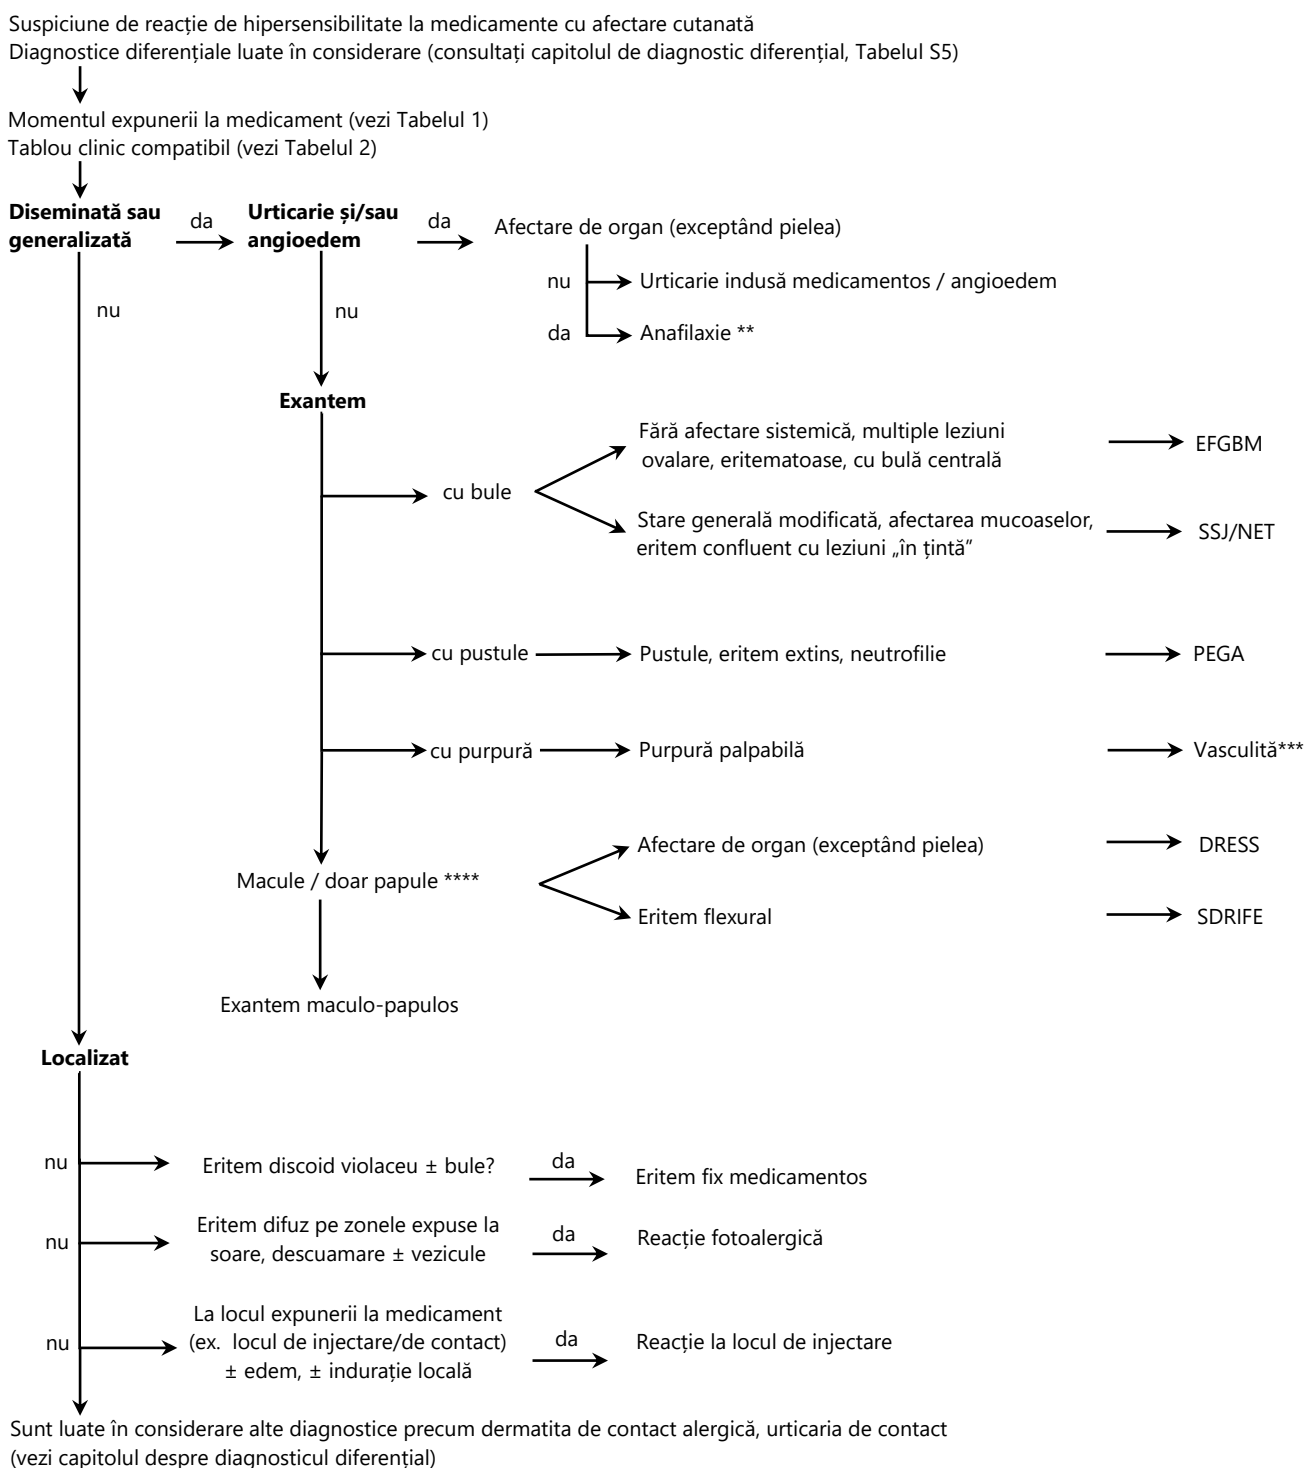 Suspiciune de reacție de hipersensibilitate la medicamente cu afectare cutanată
Diagnostice diferențiale luate în considerare (consultați capitolul de diagnostic diferențial, Tabelul S5)
Momentul expunerii la medicament (vezi Tabelul 1)
Tablou clinic compatibil (vezi Tabelul 2)
Diseminată sau
generalizată
da
Urticarie și/sau
angioedem
da
Afectare de organ (exceptând pielea)
nu
Urticarie indusă medicamentos / angioedem
da
Anafilaxie **
nu
nu
Exantem
cu bule
Fără afectare sistemică, multiple leziuni
ovalare, eritematoase, cu bulă centrală
EFGBM
Stare generală modificată, afectarea mucoaselor,
eritem confluent cu leziuni „în țintă”
SSJ/NET
cu pustule
Pustule, eritem extins, neutrofilie
PEGA
cu purpură
Purpură palpabilă
Vasculită***
Macule / doar papule ****
Afectare de organ (exceptând pielea)
DRESS
Eritem flexural
SDRIFE
Exantem maculo-papulos
Localizat
nu
Eritem discoid violaceu ± bule?
da
Eritem fix medicamentos
nu
Eritem difuz pe zonele expuse la
soare, descuamare ± vezicule
da
Reacție fotoalergică
nu
La locul expunerii la medicament
(ex. locul de injectare/de contact)
± edem, ± indurație locală
da
Reacție la locul de injectare
Sunt luate în considerare alte diagnostice precum dermatita de contact alergică, urticaria de contact
(vezi capitolul despre diagnosticul diferențial)